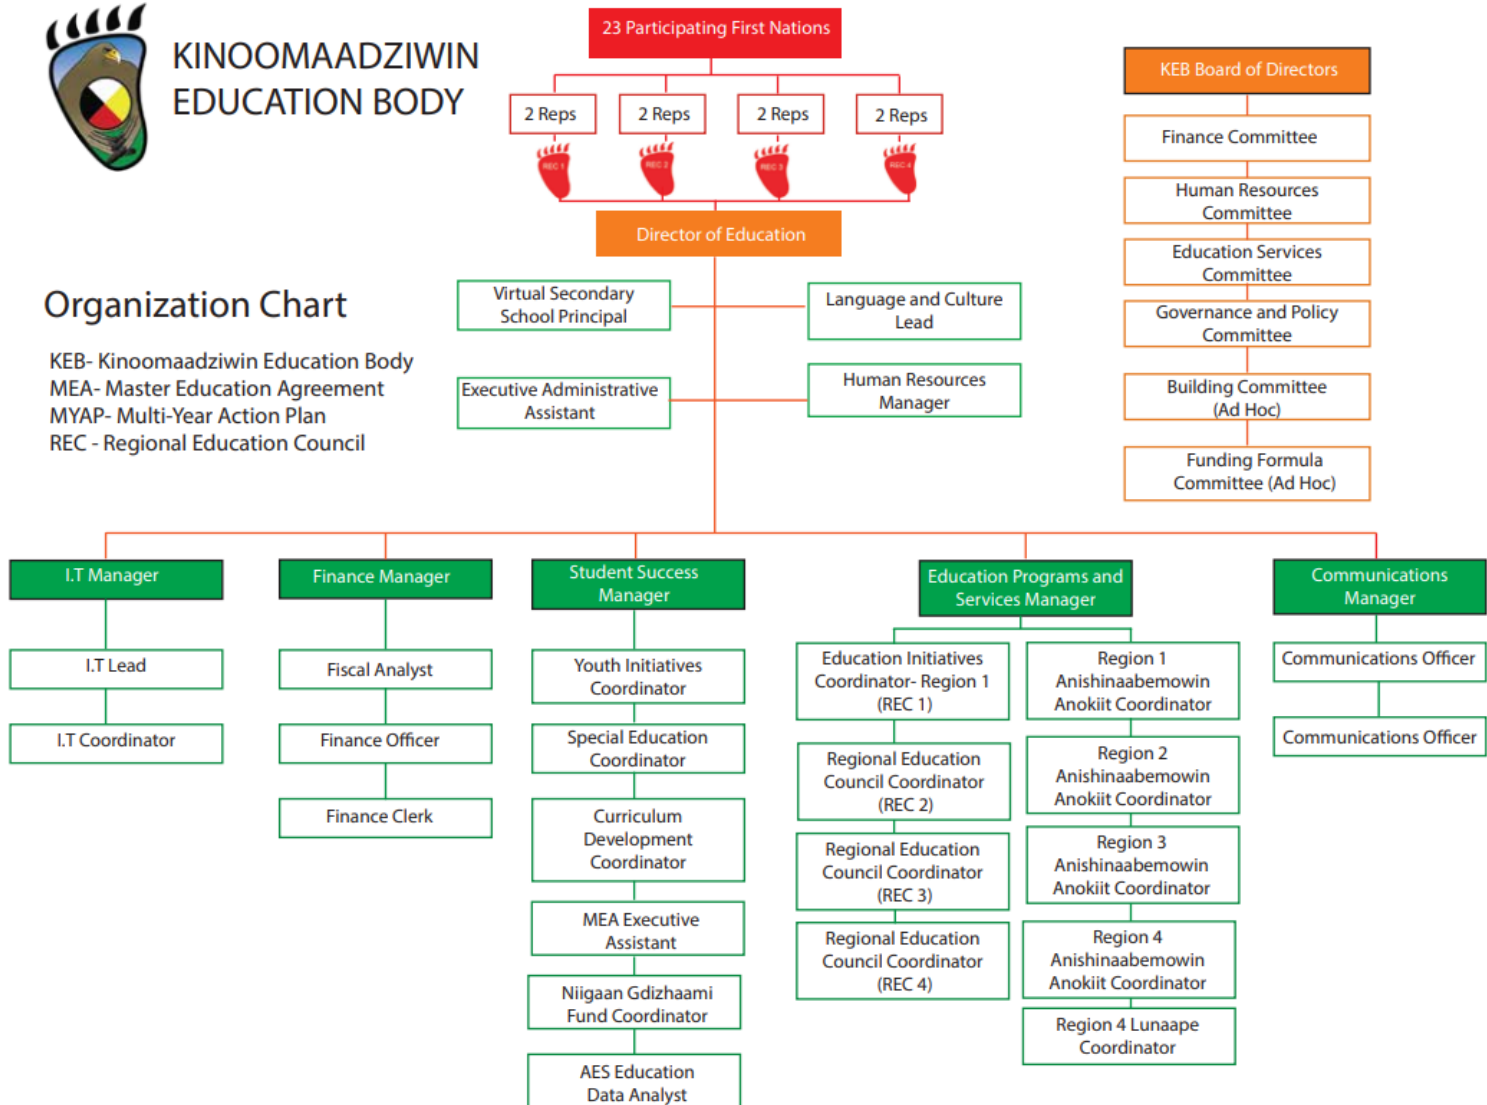 KINOOMAADZIWIN
EDUCATION BODY
23 Participating First Nations
2 Reps
2 Reps
2 Reps
2 Reps
REC 1
REC 2
REC 3
REC 4
Director of Education
Virtual Secondary
School Principal
Language and Culture
Lead
Executive Administrative
Assistant
Human Resources
Manager
KEB Board of Directors
Finance Committee
Human Resources
Committee
Education Services
Committee
Governance and Policy
Committee
Building Committee
(Ad Hoc)
Funding Formula
Committee (Ad Hoc)
Organization Chart
KEB- Kinoomaadziwin Education Body
MEA- Master Education Agreement
MYAP- Multi-Year Action Plan
REC - Regional Education Council
I.T Manager
I.T Lead
I.T Coordinator
Finance Manager
Fiscal Analyst
Finance Officer
Finance Clerk
Student Success
Manager
Youth Initiatives
Coordinator
Special Education
Coordinator
Curriculum
Development
Coordinator
MEA Executive
Assistant
Niigaan Gdizhaami
Fund Coordinator
AES Education
Data Analyst
Education Programs and
Services Manager
Education Initiatives
Coordinator- Region 1
(REC 1)
Regional Education
Council Coordinator
(REC 2)
Regional Education
Council Coordinator
(REC 3)
Regional Education
Council Coordinator
(REC 4)
Region 1
Anishinaabemowin
Anokiit Coordinator
Region 2
Anishinaabemowin
Anokiit Coordinator
Region 3
Anishinaabemowin
Anokiit Coordinator
Region 4
Anishinaabemowin
Anokiit Coordinator
Region 4 Lunaape
Coordinator
Communications
Manager
Communications Officer
Communications Officer